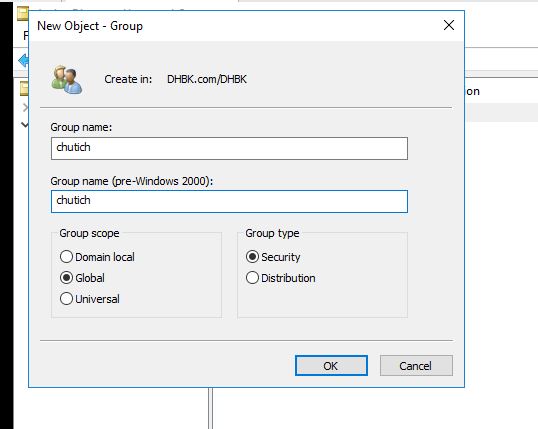 New Object - Group
Create in: DHBK.com/DHBK
Group name:
chutich
Group name (pre-Windows 2000):
chutich
Group scope
Domain local
Global
Universal
Group type
Security
Distribution
OK
Cancel